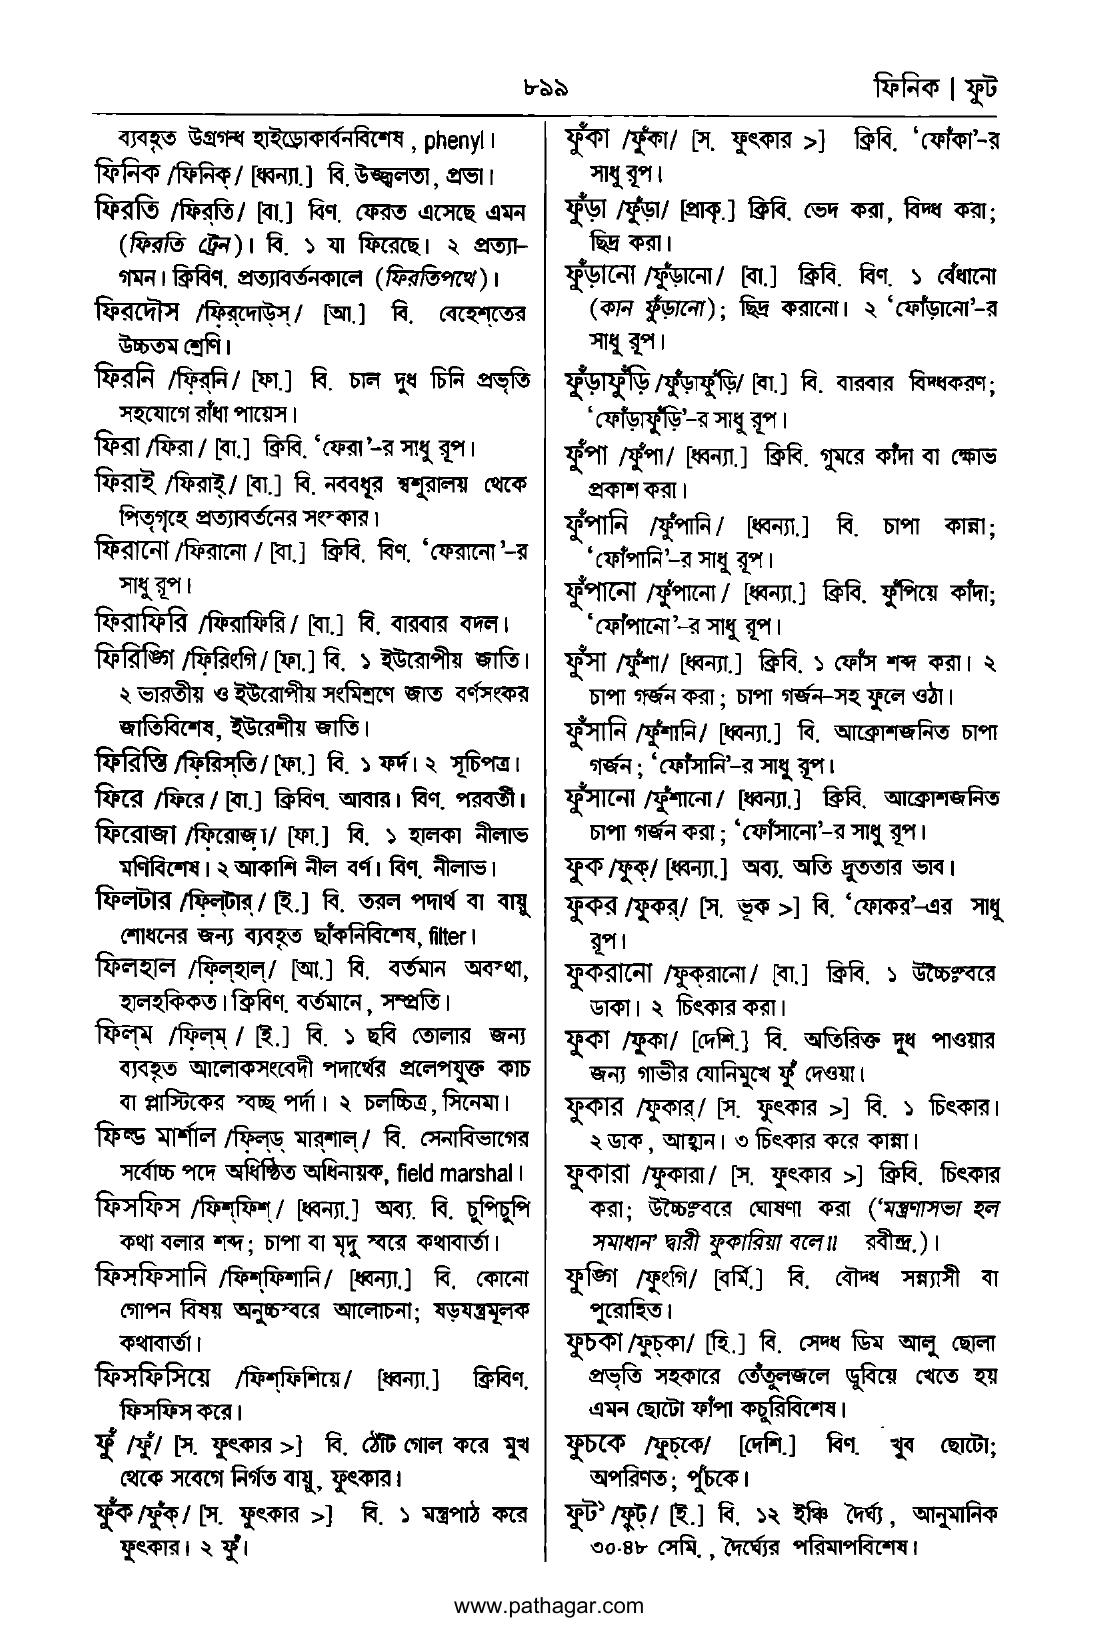 ৮৯৯
ফিনিক | ফুট
ব্যবহৃত উগ্রগন্ধ হাইড্রোকার্বনবিশেষ, phenyl।
ফিনিক /ফিনিক্/ [ধ্বন্যা.] বি. উজ্জ্বলতা, প্রভা।
ফিরতি /ফির্‌তি/ [বা.] বিণ. ফেরত এসেছে এমন
(ফিরতি ট্রেন)। বি. ১ যা ফিরেছে। ২ প্রত্যা-
গমন। ক্রিবিণ. প্রত্যাবর্তনকালে (ফিরতিপথে)।
ফিরদৌস /ফ়ির্‌দোউস্/ [আ.] বি. বেহেশ্‌তের
উচ্চতম শ্রেণি।
ফিরনি /ফ়ির্‌নি/ [ফা.] বি. চাল দুধ চিনি প্রভৃতি
সহযোগে রাঁধা পায়েস।
ফিরা /ফিরা/ [বা.] ক্রিবি. ‘ফেরা’-র সাধু রূপ।
ফিরাই /ফিরাই্/ [বা.] বি. নববধূর শ্বশুরালয় থেকে
পিতৃগৃহে প্রত্যাবর্তনের সংস্কার।
ফিরানো /ফিরানো/ [বা.] ক্রিবি. বিণ. ‘ফেরানো’-র
সাধু রূপ।
ফিরাফিরি /ফিরাফিরি/ [বা.] বি. বারবার বদল।
ফিরিঙ্গি /ফ়িরিংগি/ [ফা.] বি. ১ ইউরোপীয় জাতি।
২ ভারতীয় ও ইউরোপীয় সংমিশ্রণে জাত বর্ণসংকর
জাতিবিশেষ, ইউরেশীয় জাতি।
ফিরিস্তি /ফ়িরিস্‌তি/ [ফা.] বি. ১ ফর্দ। ২ সূচিপত্র।
ফিরে /ফিরে/ [বা.] ক্রিবিণ. আবার। বিণ. পরবর্তী।
ফিরোজা /ফ়িরোজ়া/ [ফা.] বি. ১ হালকা নীলাভ
মণিবিশেষ। ২ আকাশি নীল বর্ণ। বিণ. নীলাভ।
ফিলটার /ফ়িল্‌টার্/ [ই.] বি. তরল পদার্থ বা বায়ু
শোধনের জন্য ব্যবহৃত ছাঁকনিবিশেষ, filter।
ফিলহাল /ফ়িল্‌হাল্/ [আ.] বি. বর্তমান অবস্থা,
হালহকিকত। ক্রিবিণ. বর্তমানে, সম্প্রতি।
ফিল্‌ম /ফ়িল্‌ম্/ [ই.] বি. ১ ছবি তোলার জন্য
ব্যবহৃত আলোকসংবেদী পদার্থের প্রলেপযুক্ত কাচ
বা প্লাস্টিকের স্বচ্ছ পর্দা। ২ চলচ্চিত্র, সিনেমা।
ফিল্ড মার্শাল /ফ়িল্‌ড্ মার্‌শাল্/ বি. সেনাবিভাগের
সর্বোচ্চ পদে অধিষ্ঠিত অধিনায়ক, field marshal।
ফিসফিস /ফিশ্‌ফিশ্/ [ধ্বন্যা.] অব্য. বি. চুপিচুপি
কথা বলার শব্দ; চাপা বা মৃদু স্বরে কথাবার্তা।
ফিসফিসানি /ফিশ্‌ফিশানি/ [ধ্বন্যা.] বি. কোনো
গোপন বিষয় অনুচ্চস্বরে আলোচনা; ষড়যন্ত্রমূলক
কথাবার্তা।
ফিসফিসিয়ে /ফিশ্‌ফিশিয়ে/ [ধ্বন্যা.] ক্রিবিণ.
ফিসফিস করে।
ফুঁ /ফুঁ/ [স. ফুৎকার >] বি. ঠোঁট গোল করে মুখ
থেকে সবেগে নির্গত বায়ু, ফুৎকার।
ফুঁক /ফুঁক্/ [স. ফুৎকার >] বি. ১ মন্ত্রপাঠ করে
ফুৎকার। ২ ফুঁ।
ফুঁকা /ফুঁকা/ [স. ফুৎকার >] ক্রিবি. ‘ফোঁকা’-র
সাধু রূপ।
ফুঁড়া /ফুঁড়া/ [প্রাকৃ.] ক্রিবি. ভেদ করা, বিদ্ধ করা;
ছিদ্র করা।
ফুঁড়ানো /ফুঁড়ানো/ [বা.] ক্রিবি. বিণ. ১ বেঁধানো
(কান ফুঁড়ানো); ছিদ্র করানো। ২ ‘ফোঁড়ানো’-র
সাধু রূপ।
ফুঁড়াফুঁড়ি /ফুঁড়াফুঁড়ি/ [বা.] বি. বারবার বিদ্ধকরণ;
‘ফোঁড়াফুঁড়ি’-র সাধু রূপ।
ফুঁপা /ফুঁপা/ [ধ্বন্যা.] ক্রিবি. গুমরে কাঁদা বা ক্ষোভ
প্রকাশ করা।
ফুঁপানি /ফুঁপানি/ [ধ্বন্যা.] বি. চাপা কান্না;
‘ফোঁপানি’-র সাধু রূপ।
ফুঁপানো /ফুঁপানো/ [ধ্বন্যা.] ক্রিবি. ফুঁপিয়ে কাঁদা;
‘ফোঁপানো’-র সাধু রূপ।
ফুঁসা /ফুঁশা/ [ধ্বন্যা.] ক্রিবি. ১ ফোঁস শব্দ করা। ২
চাপা গর্জন করা; চাপা গর্জন-সহ ফুলে ওঠা।
ফুঁসানি /ফুঁশানি/ [ধ্বন্যা.] বি. আক্রোশজনিত চাপা
গর্জন; ‘ফোঁসানি’-র সাধু রূপ।
ফুঁসানো /ফুঁশানো/ [ধ্বন্যা.] ক্রিবি. আক্রোশজনিত
চাপা গর্জন করা; ‘ফোঁসানো’-র সাধু রূপ।
ফুক /ফুক্/ [ধ্বন্যা.] অব্য. অতি দ্রুততার ভাব।
ফুকর /ফুকর্/ [স. ভূক >] বি. ‘ফোকর’-এর সাধু
রূপ।
ফুকরানো /ফুক্‌রানো/ [বা.] ক্রিবি. ১ উচ্চৈঃস্বরে
ডাকা। ২ চিৎকার করা।
ফুকা /ফুকা/ [দেশি.] বি. অতিরিক্ত দুধ পাওয়ার
জন্য গাভীর যোনিমুখে ফুঁ দেওয়া।
ফুকার /ফুকার্/ [স. ফুৎকার >] বি. ১ চিৎকার।
২ ডাক, আহ্বান। ৩ চিৎকার করে কান্না।
ফুকারা /ফুকারা/ [স. ফুৎকার >] ক্রিবি. চিৎকার
করা; উচ্চৈঃস্বরে ঘোষণা করা (‘মন্ত্রণাসভা হল
সমাধান’ দ্বারী ফুকারিয়া বলে॥ রবীন্দ্র.)।
ফুঙ্গি /ফুংগি/ [বর্মি.] বি. বৌদ্ধ সন্ন্যাসী বা
পুরোহিত।
ফুচকা /ফুচ্‌কা/ [হি.] বি. সেদ্ধ ডিম আলু ছোলা
প্রভৃতি সহকারে তেঁতুলজলে ডুবিয়ে খেতে হয়
এমন ছোটো ফাঁপা কচুরিবিশেষ।
ফুচকে /ফুচ্‌কে/ [দেশি.] বিণ. খুব ছোটো;
অপরিণত; পুঁচকে।
ফুট¹ /ফ়ুট্/ [ই.] বি. ১২ ইঞ্চি দৈর্ঘ্য, আনুমানিক
৩০.৪৮ সেমি., দৈর্ঘ্যের পরিমাপবিশেষ।
www.pathagar.com